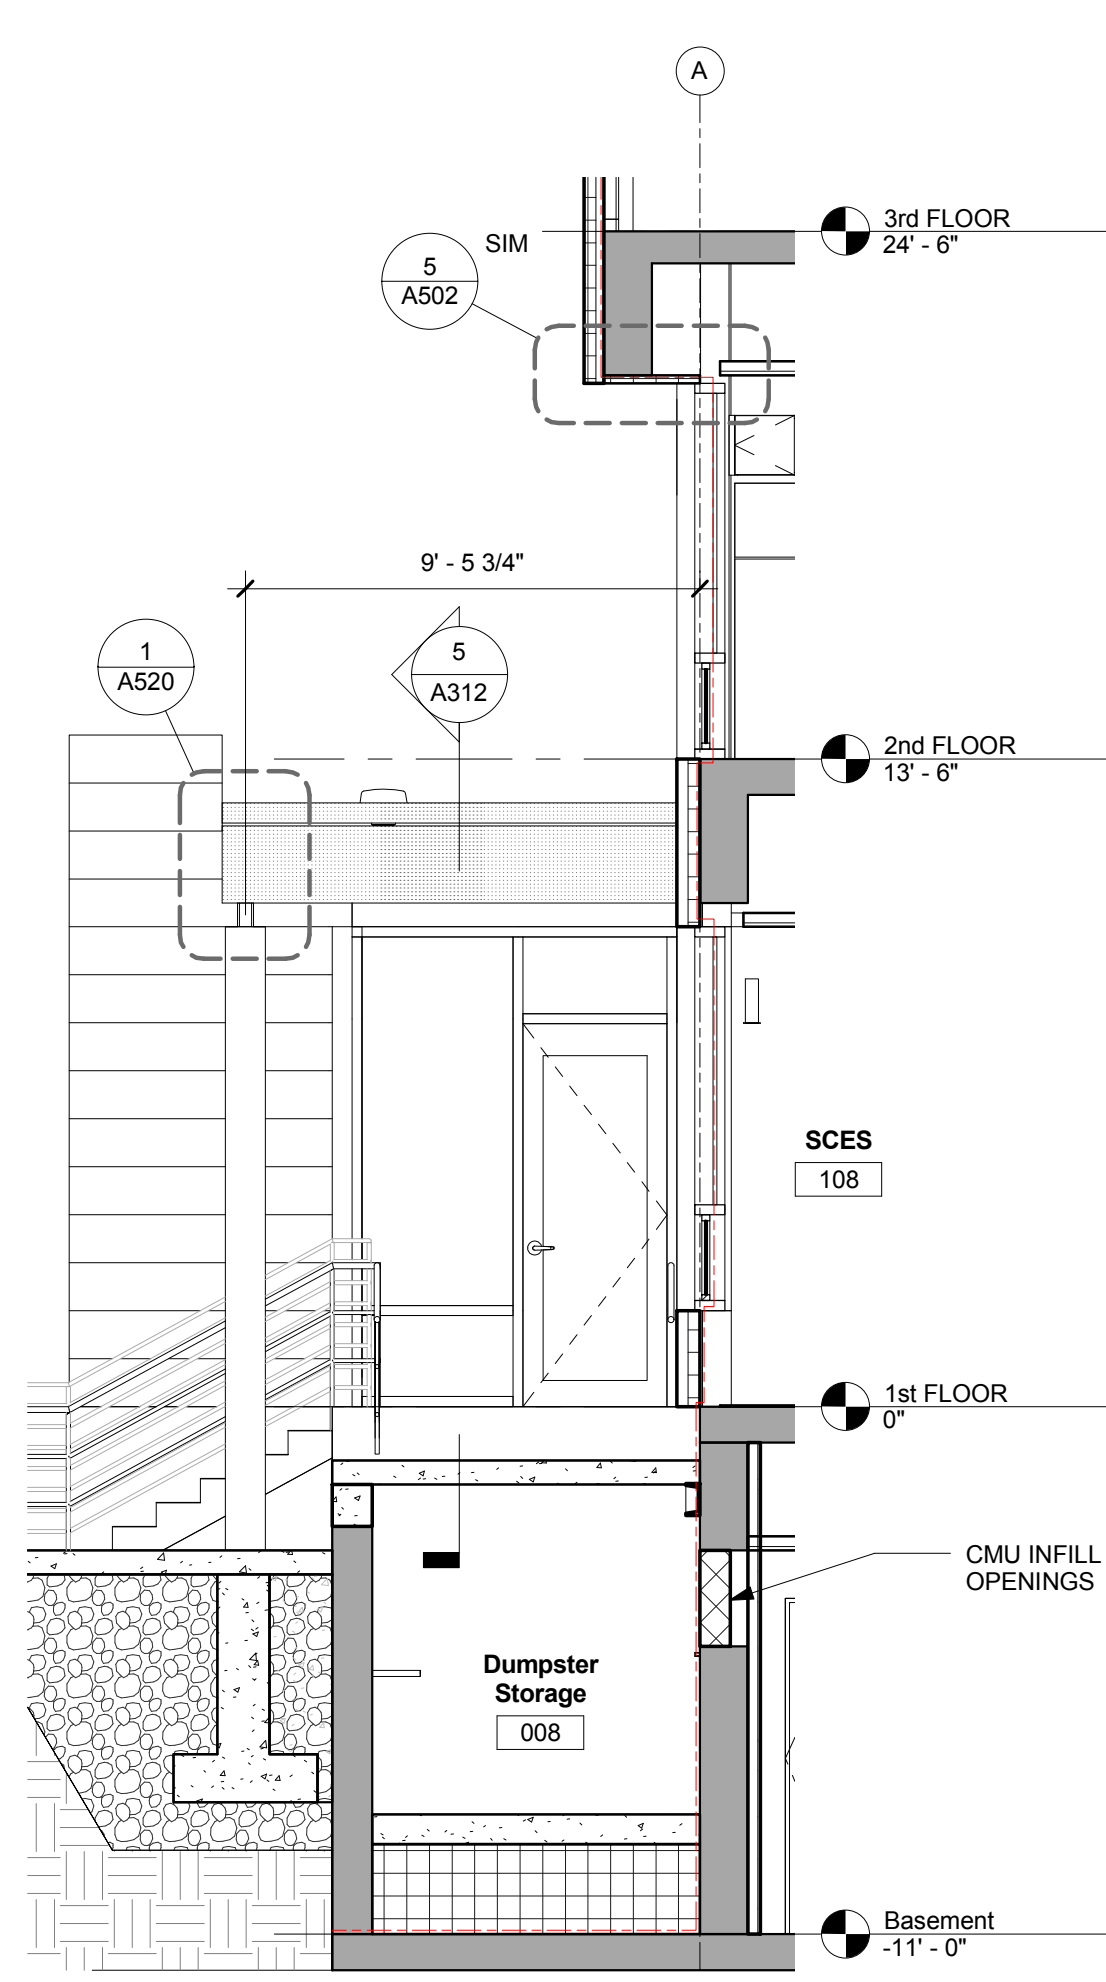 A
3rd FLOOR
24' - 6"
SIM
5
A502
9' - 5 3/4"
1
A520
5
A312
2nd FLOOR
13' - 6"
SCES
108
1st FLOOR
0"
CMU INFILL
OPENINGS
Dumpster
Storage
008
Basement
-11' - 0"